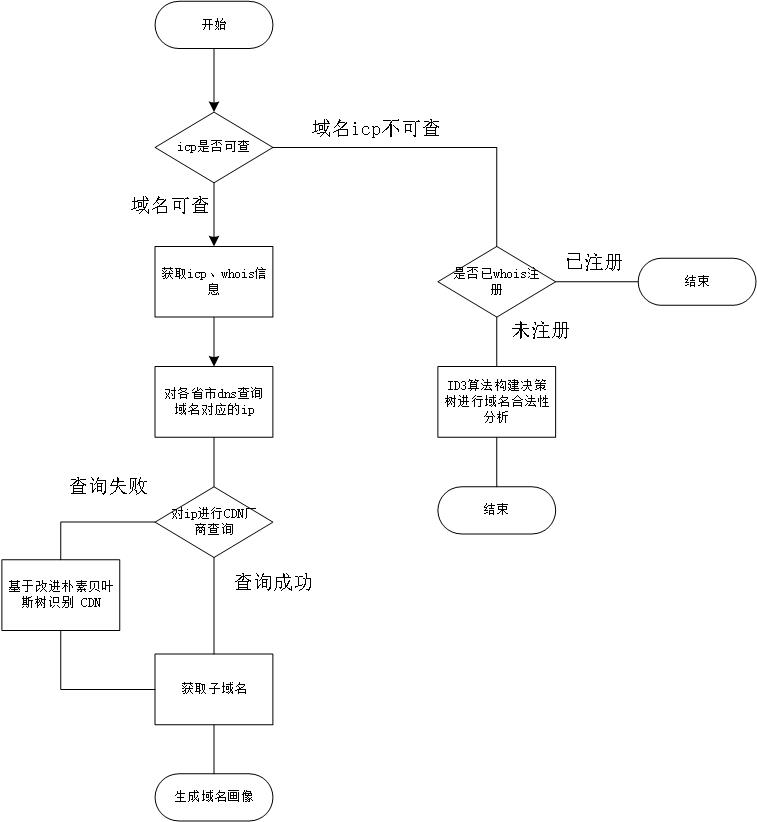 开始
域名icp不可查
icp是否可查
域名可查
获取icp、whois信
息
是否已whois注
册
已注册
结束
未注册
对各省市dns查询
域名对应的ip
ID3算法构建决策
树进行域名合法性
分析
查询失败
结束
对ip进行CDN厂
商查询
查询成功
基于改进朴素贝叶
斯树识别 CDN
获取子域名
生成域名画像